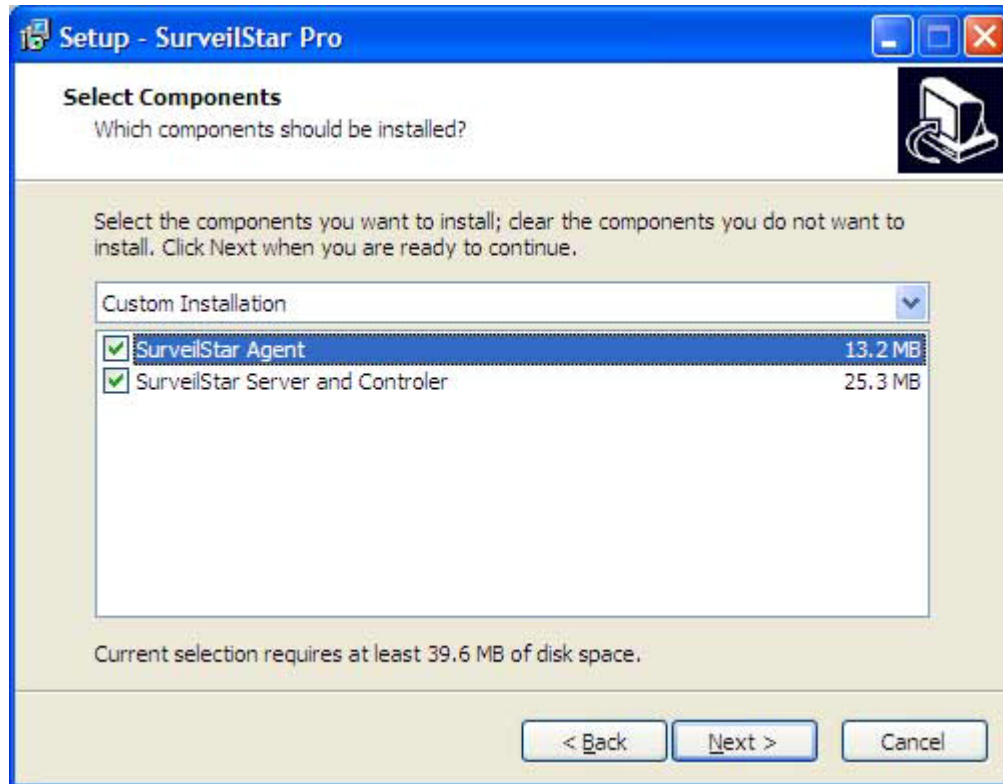 Setup - SurveilStar Pro
Select Components
Which components should be installed?
Select the components you want to install; clear the components you do not want to
install. Click Next when you are ready to continue.
Custom Installation
SurveilStar Agent 13.2 MB
SurveilStar Server and Controler 25.3 MB
Current selection requires at least 39.6 MB of disk space.
< Back Next > Cancel